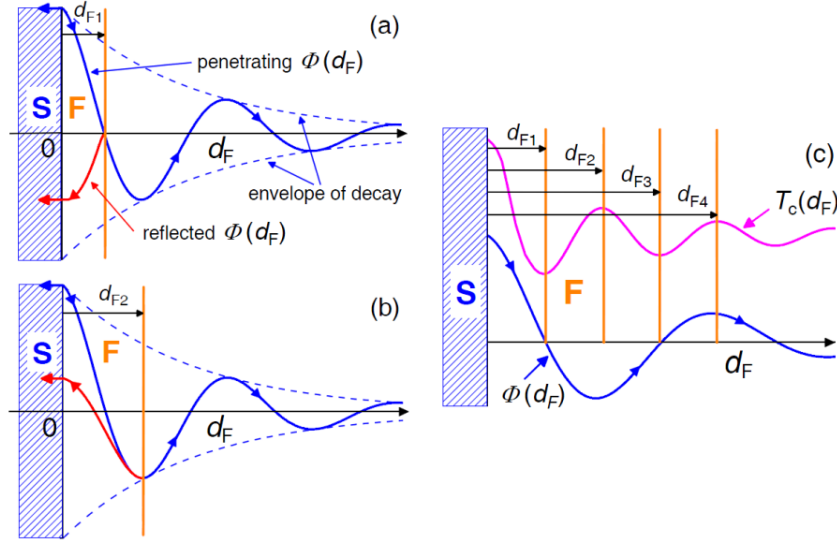 d_F1
(a)
penetrating Φ(d_F)
S
F
0
d_F
envelope of decay
reflected Φ(d_F)
d_F2
(b)
S
F
0
d_F
(c)
d_F1
d_F2
d_F3
d_F4
T_c(d_F)
S
F
d_F
Φ(d_F)